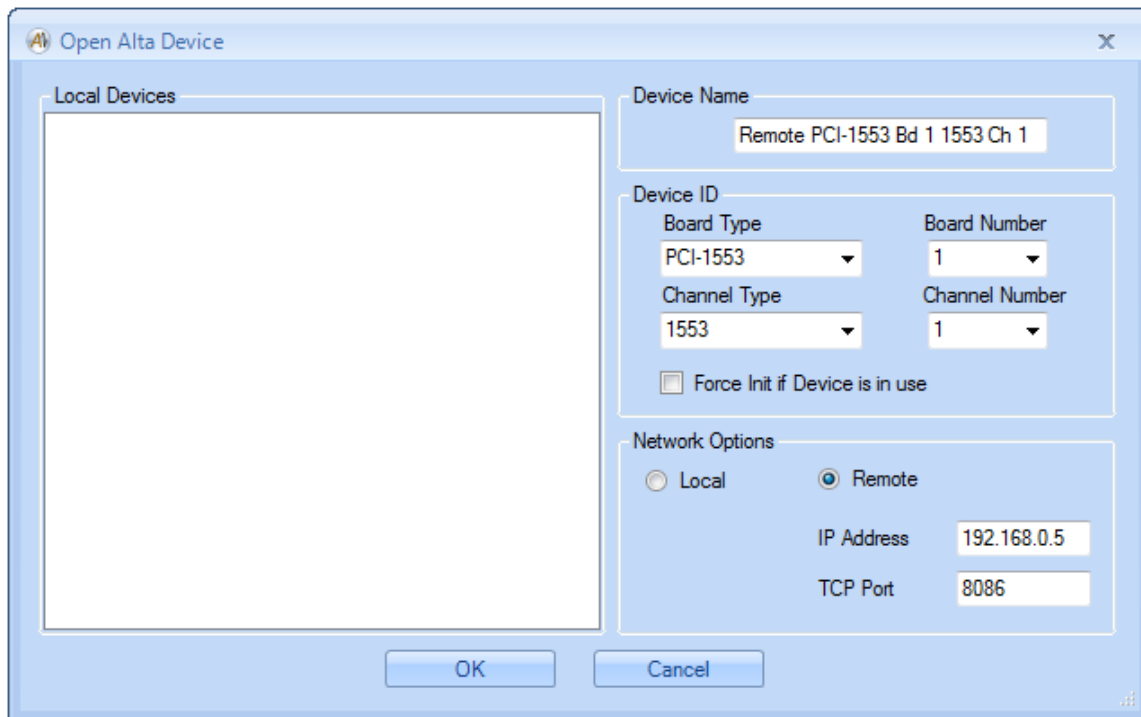 Open Alta Device
Local Devices
Device Name
Remote PCI-1553 Bd 1 1553 Ch 1
Device ID
Board Type Board Number
PCI-1553 1
Channel Type Channel Number
1553 1
Force Init if Device is in use
Network Options
Local Remote
IP Address 192.168.0.5
TCP Port 8086
OK Cancel